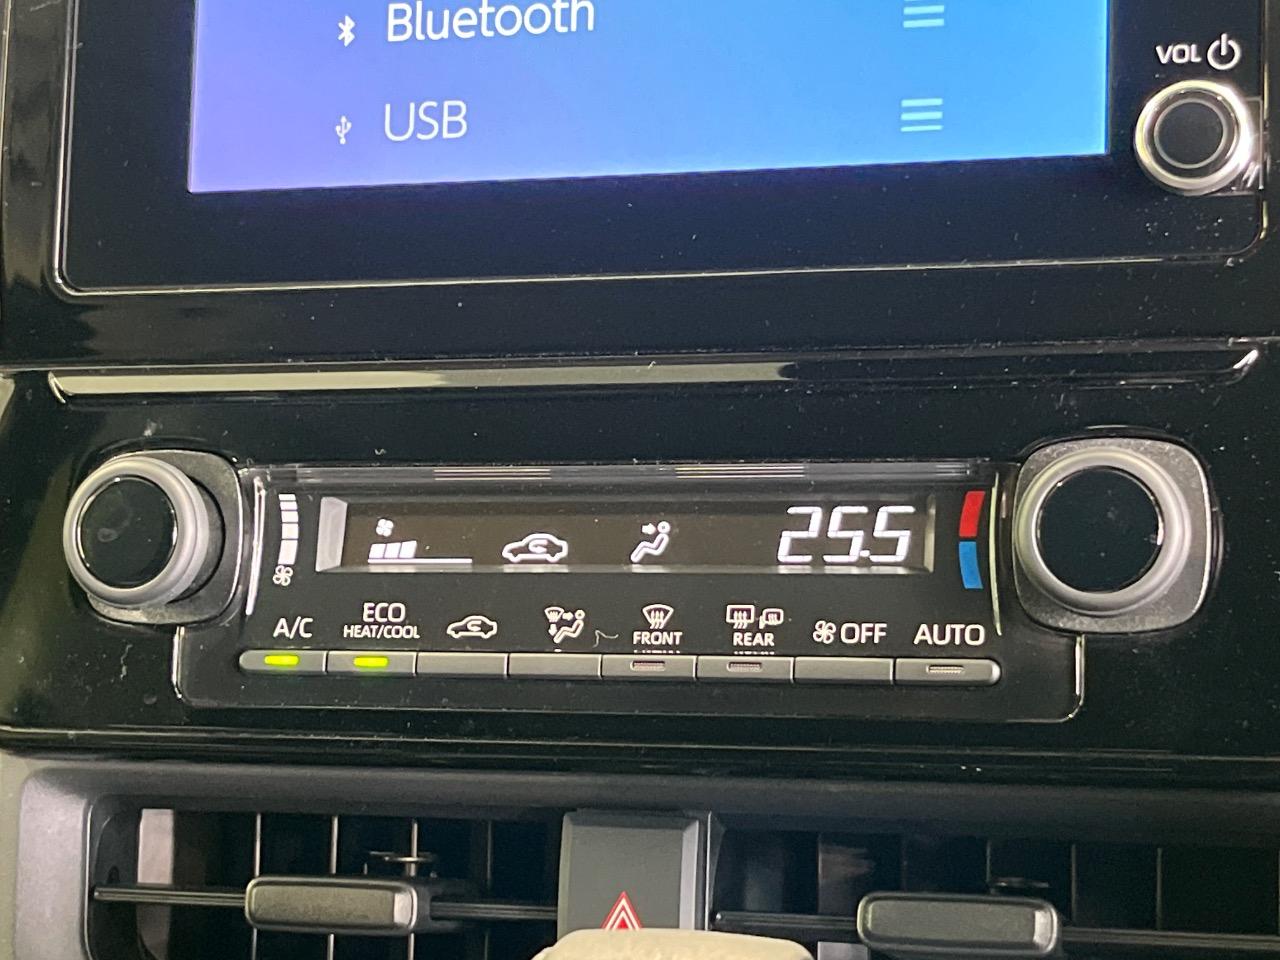 Bluetooth
USB
VOL
25.5
A/C
ECO
HEAT/COOL
FRONT
REAR
OFF
AUTO